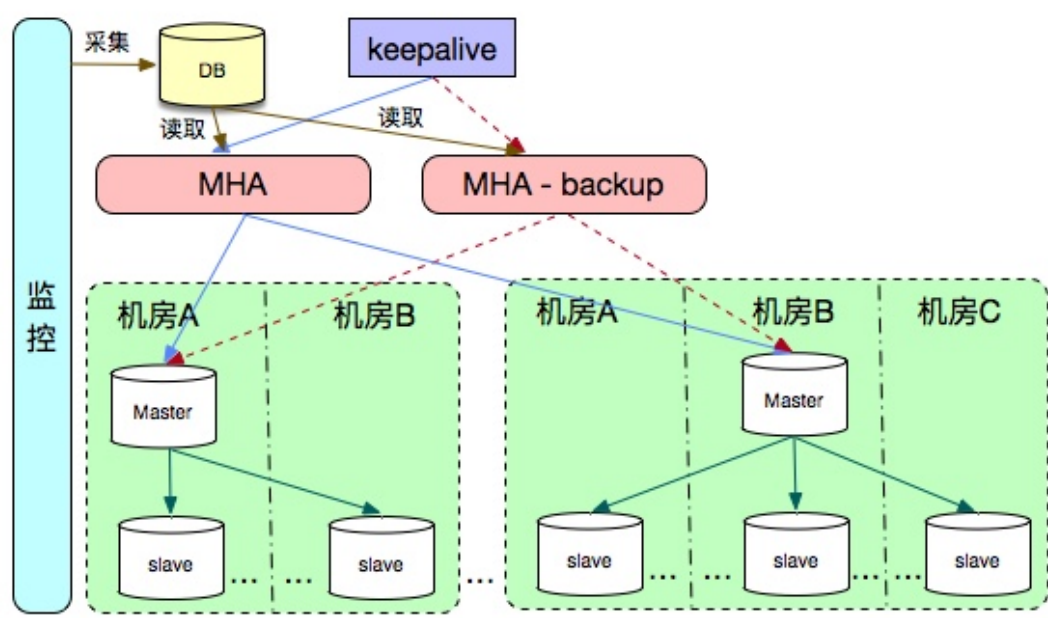 采集
DB
keepalive
读取
读取
MHA
MHA - backup
监
控
机房A
机房B
机房A
机房B
机房C
Master
Master
slave
...
...
slave
...
slave
...
...
slave
...
...
slave